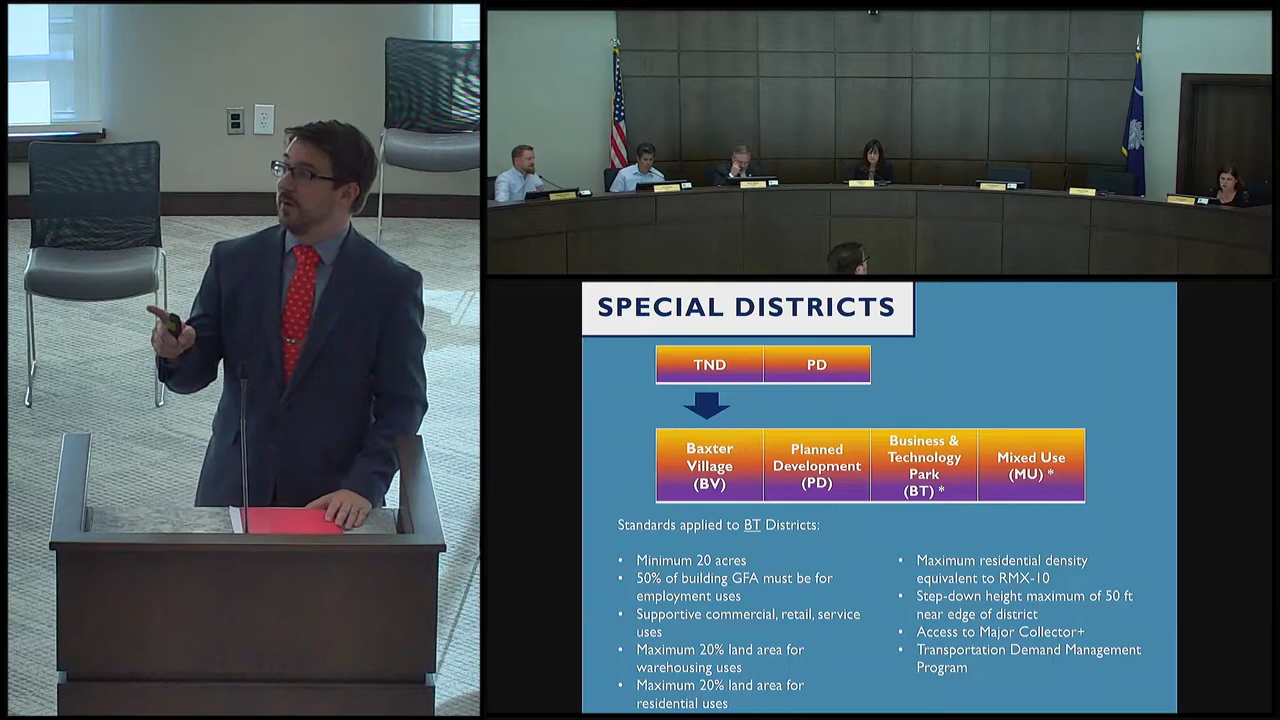 SPECIAL DISTRICTS
TND
PD
Baxter
Village
(BV)
Planned
Development
(PD)
Business &
Technology
Park
(BT) *
Mixed Use
(MU) *
Standards applied to BT Districts:
• Minimum 20 acres
• 50% of building GFA must be for
employment uses
• Supportive commercial, retail, service
uses
• Maximum 20% land area for
warehousing uses
• Maximum 20% land area for
residential uses
• Maximum residential density
equivalent to RMX-10
• Step-down height maximum of 50 ft
near edge of district
• Access to Major Collector+
• Transportation Demand Management
Program